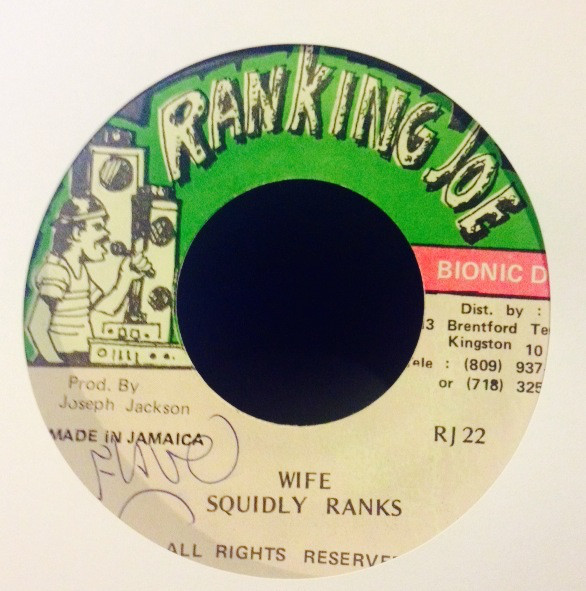 RANKING JOE
BIONIC D
Dist. by :
13 Brentford Te
Kingston 10
ele : (809) 937
or (718) 325
Prod. By
Joseph Jackson
MADE IN JAMAICA
RJ 22
WIFE
SQUIDLY RANKS
ALL RIGHTS RESERVE